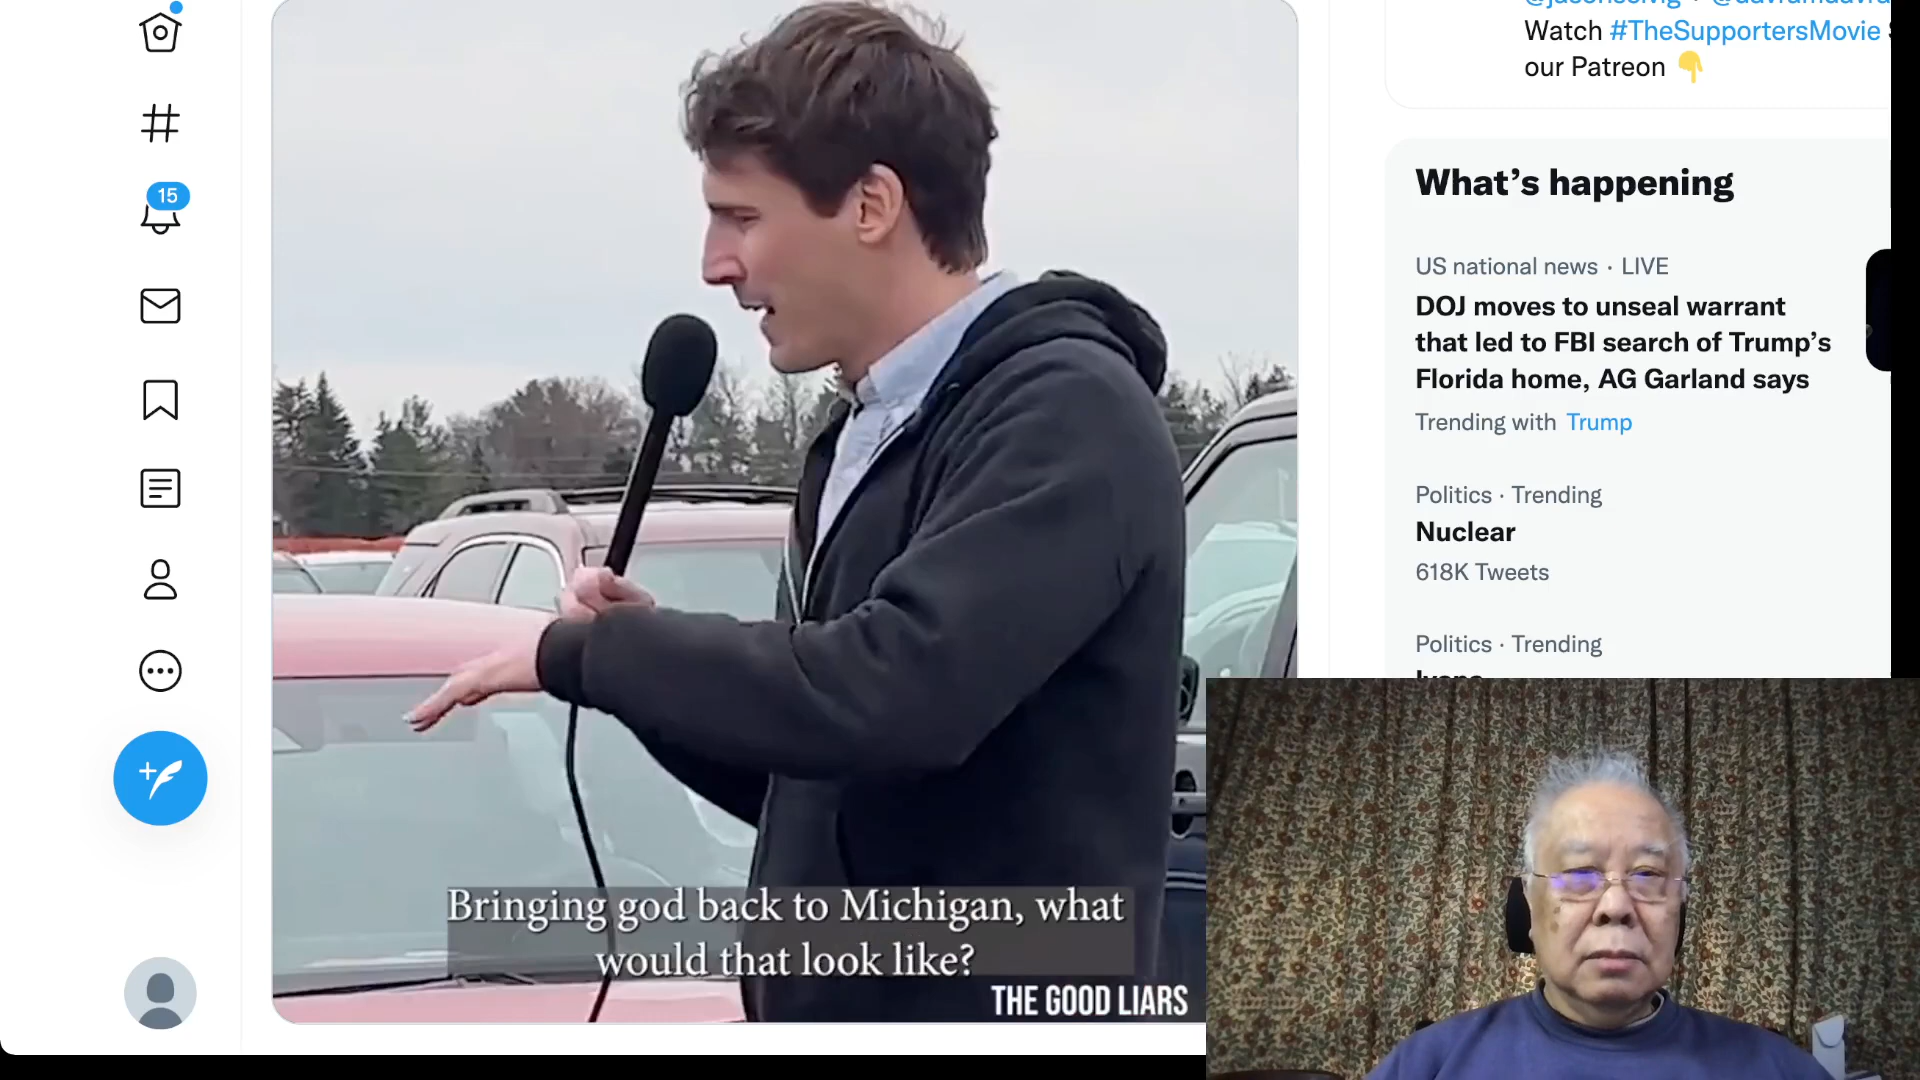 15
Bringing god back to Michigan, what
would that look like?
THE GOOD LIARS
Watch #TheSupportersMovie
our Patreon
What's happening
US national news · LIVE
DOJ moves to unseal warrant
that led to FBI search of Trump's
Florida home, AG Garland says
Trending with Trump
Politics · Trending
Nuclear
618K Tweets
Politics · Trending